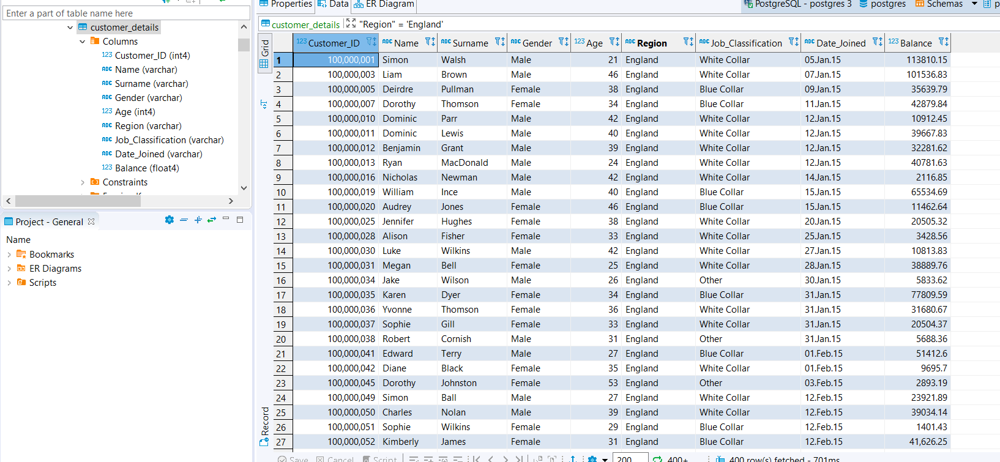 Properties Data ER Diagram PostgreSQL - postgres 3 postgres Schemas
Enter a part of table name here
customer_details
Columns
123 Customer_ID (int4)
ABC Name (varchar)
ABC Surname (varchar)
ABC Gender (varchar)
123 Age (int4)
ABC Region (varchar)
ABC Job_Classification (varchar)
ABC Date_Joined (varchar)
123 Balance (float4)
Constraints
Project - General
Name
Bookmarks
ER Diagrams
Scripts
customer_details "Region" = 'England'
Grid
Record
123 Customer_ID ABC Name ABC Surname ABC Gender 123 Age ABC Region ABC Job_Classification ABC Date_Joined 123 Balance
1 100,000,001 Simon Walsh Male 21 England White Collar 05.Jan.15 113810.15
2 100,000,003 Liam Brown Male 46 England White Collar 07.Jan.15 101536.83
3 100,000,005 Deirdre Pullman Female 38 England Blue Collar 09.Jan.15 35639.79
4 100,000,007 Dorothy Thomson Female 34 England Blue Collar 11.Jan.15 42879.84
5 100,000,010 Dominic Parr Male 42 England White Collar 12.Jan.15 10912.45
6 100,000,011 Dominic Lewis Male 40 England White Collar 12.Jan.15 39667.83
7 100,000,012 Benjamin Grant Male 39 England White Collar 12.Jan.15 32281.62
8 100,000,013 Ryan MacDonald Male 24 England White Collar 12.Jan.15 40781.63
9 100,000,016 Nicholas Newman Male 42 England White Collar 14.Jan.15 2116.85
10 100,000,019 William Ince Male 40 England Blue Collar 15.Jan.15 65534.69
11 100,000,020 Audrey Jones Female 46 England Blue Collar 15.Jan.15 11462.64
12 100,000,025 Jennifer Hughes Female 38 England White Collar 20.Jan.15 20505.32
13 100,000,028 Alison Fisher Female 33 England White Collar 25.Jan.15 3428.56
14 100,000,030 Luke Wilkins Male 42 England White Collar 27.Jan.15 10813.83
15 100,000,031 Megan Bell Female 25 England White Collar 28.Jan.15 38889.76
16 100,000,034 Jake Wilson Male 26 England Other 30.Jan.15 5833.62
17 100,000,035 Karen Dyer Female 34 England Blue Collar 31.Jan.15 77809.59
18 100,000,036 Yvonne Thomson Female 36 England White Collar 31.Jan.15 31680.67
19 100,000,037 Sophie Gill Female 33 England White Collar 31.Jan.15 20504.37
20 100,000,038 Robert Cornish Male 31 England Other 31.Jan.15 5688.36
21 100,000,041 Edward Terry Male 27 England Blue Collar 01.Feb.15 51412.6
22 100,000,042 Diane Black Female 35 England White Collar 01.Feb.15 9695.7
23 100,000,045 Dorothy Johnston Female 53 England Other 03.Feb.15 2893.19
24 100,000,049 Simon Ball Male 27 England White Collar 12.Feb.15 23921.89
25 100,000,050 Charles Nolan Male 39 England White Collar 12.Feb.15 39034.14
26 100,000,051 Sophie Wilkins Female 29 England Blue Collar 12.Feb.15 1401.43
27 100,000,052 Kimberly James Female 31 England Blue Collar 12.Feb.15 41,626.25
Save Cancel Script 200 400+ 400 row(s) fetched - 701ms